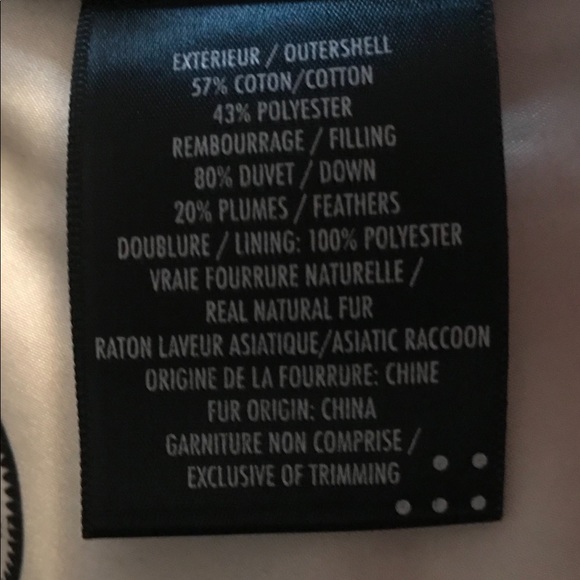 EXTÉRIEUR / OUTERSHELL
57% COTON/COTTON
43% POLYESTER
REMBOURRAGE / FILLING
80% DUVET / DOWN
20% PLUMES / FEATHERS
DOUBLURE / LINING: 100% POLYESTER
VRAIE FOURRURE NATURELLE /
REAL NATURAL FUR
RATON LAVEUR ASIATIQUE/ASIATIC RACCOON
ORIGINE DE LA FOURRURE: CHINE
FUR ORIGIN: CHINA
GARNITURE NON COMPRISE /
EXCLUSIVE OF TRIMMING